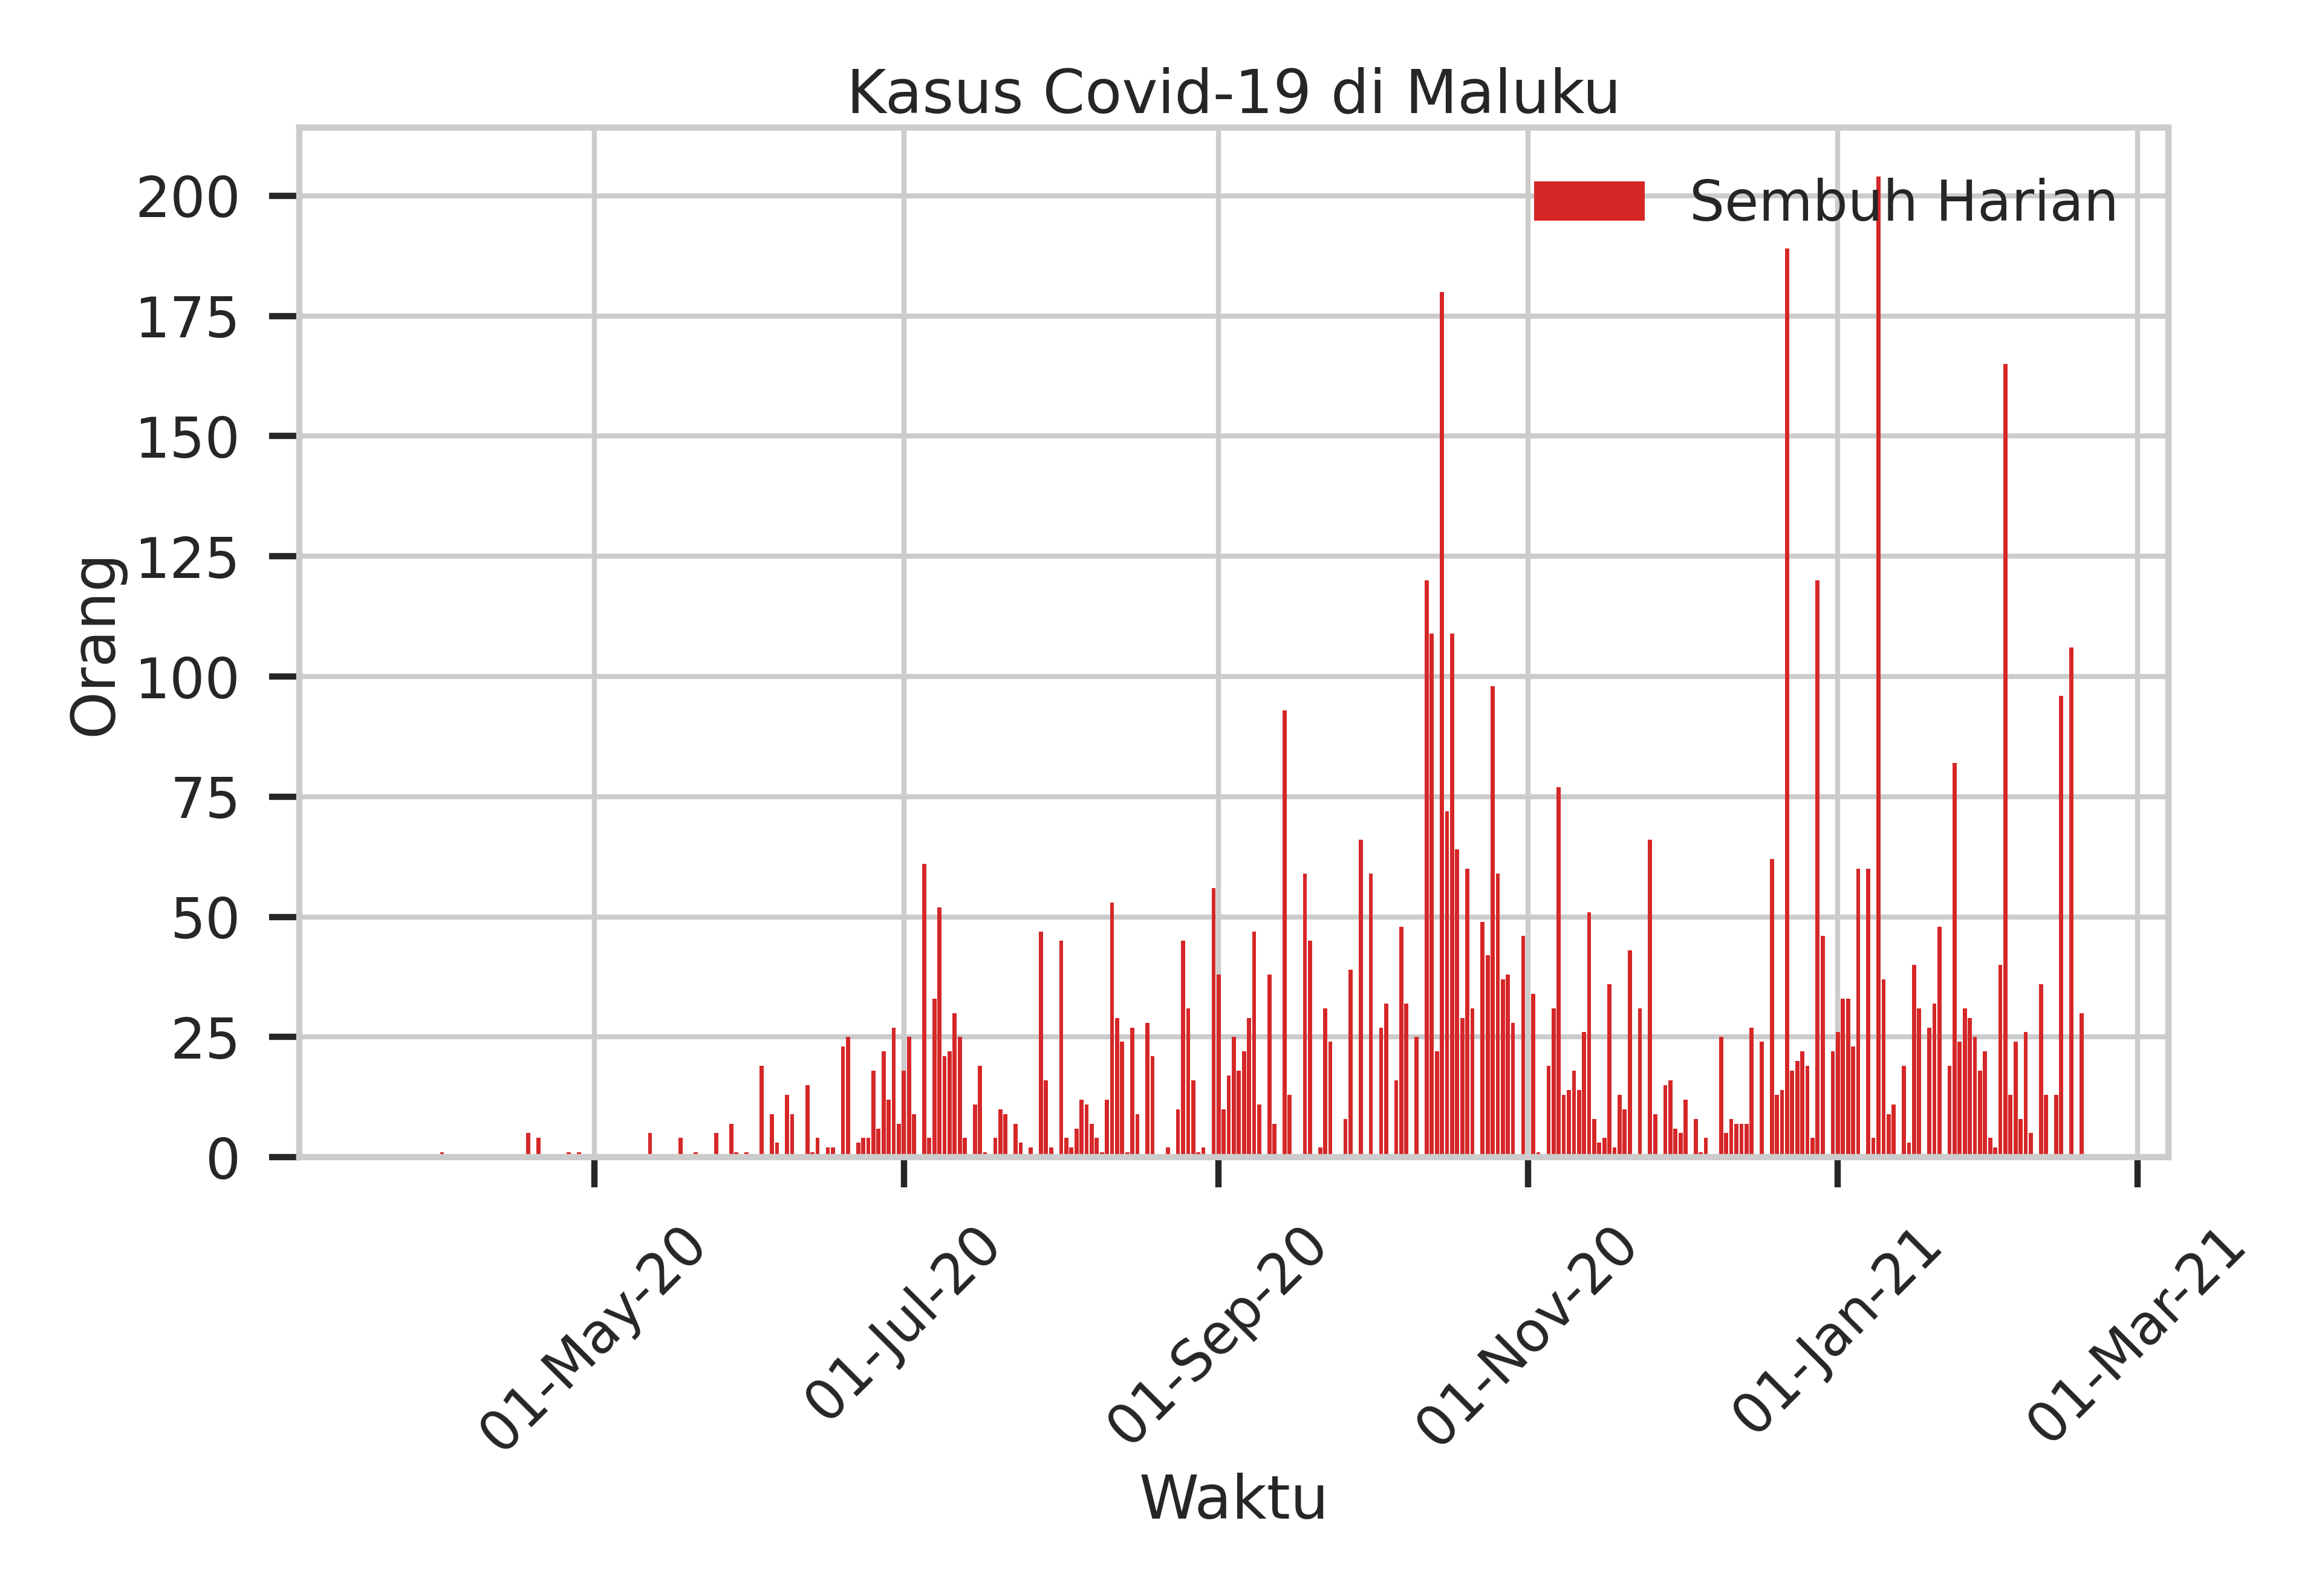 Kasus Covid-19 di Maluku
Sembuh Harian
Orang
200
175
150
125
100
75
50
25
0
01-May-20
01-Jul-20
01-Sep-20
01-Nov-20
01-Jan-21
01-Mar-21
Waktu